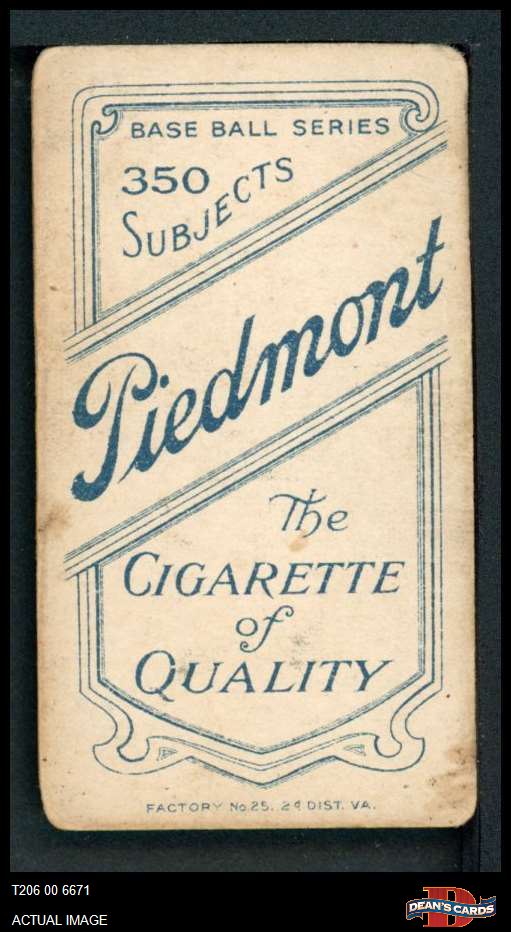 BASE BALL SERIES
350
SUBJECTS
Piedmont
The
CIGARETTE
of
QUALITY
FACTORY No.25. 2d DIST. VA.
T206 00 6671
ACTUAL IMAGE
D
DEAN'S CARDS